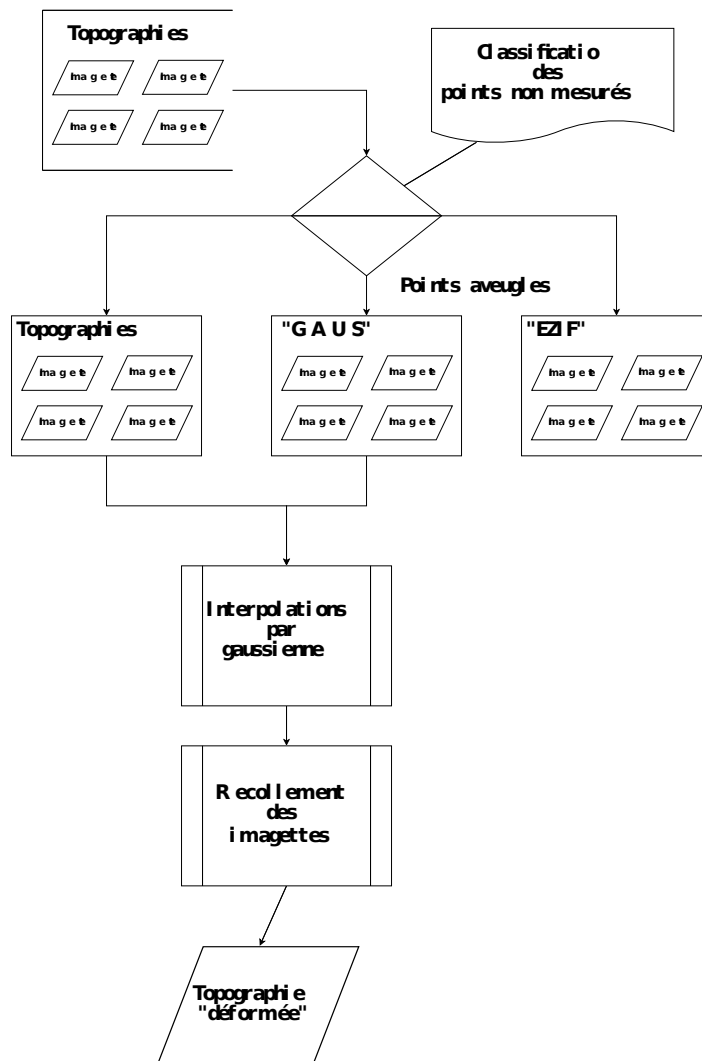 Topographies
Imagette Imagette
Imagette Imagette
Classificatio
des
points non mesurés
Points aveugles
Topographies
Imagette Imagette
Imagette Imagette
"GAUS"
Imagette Imagette
Imagette Imagette
"EZIF"
Imagette Imagette
Imagette Imagette
Interpolations
par
gaussienne
Recollement
des
imagettes
Topographie
"déformée"